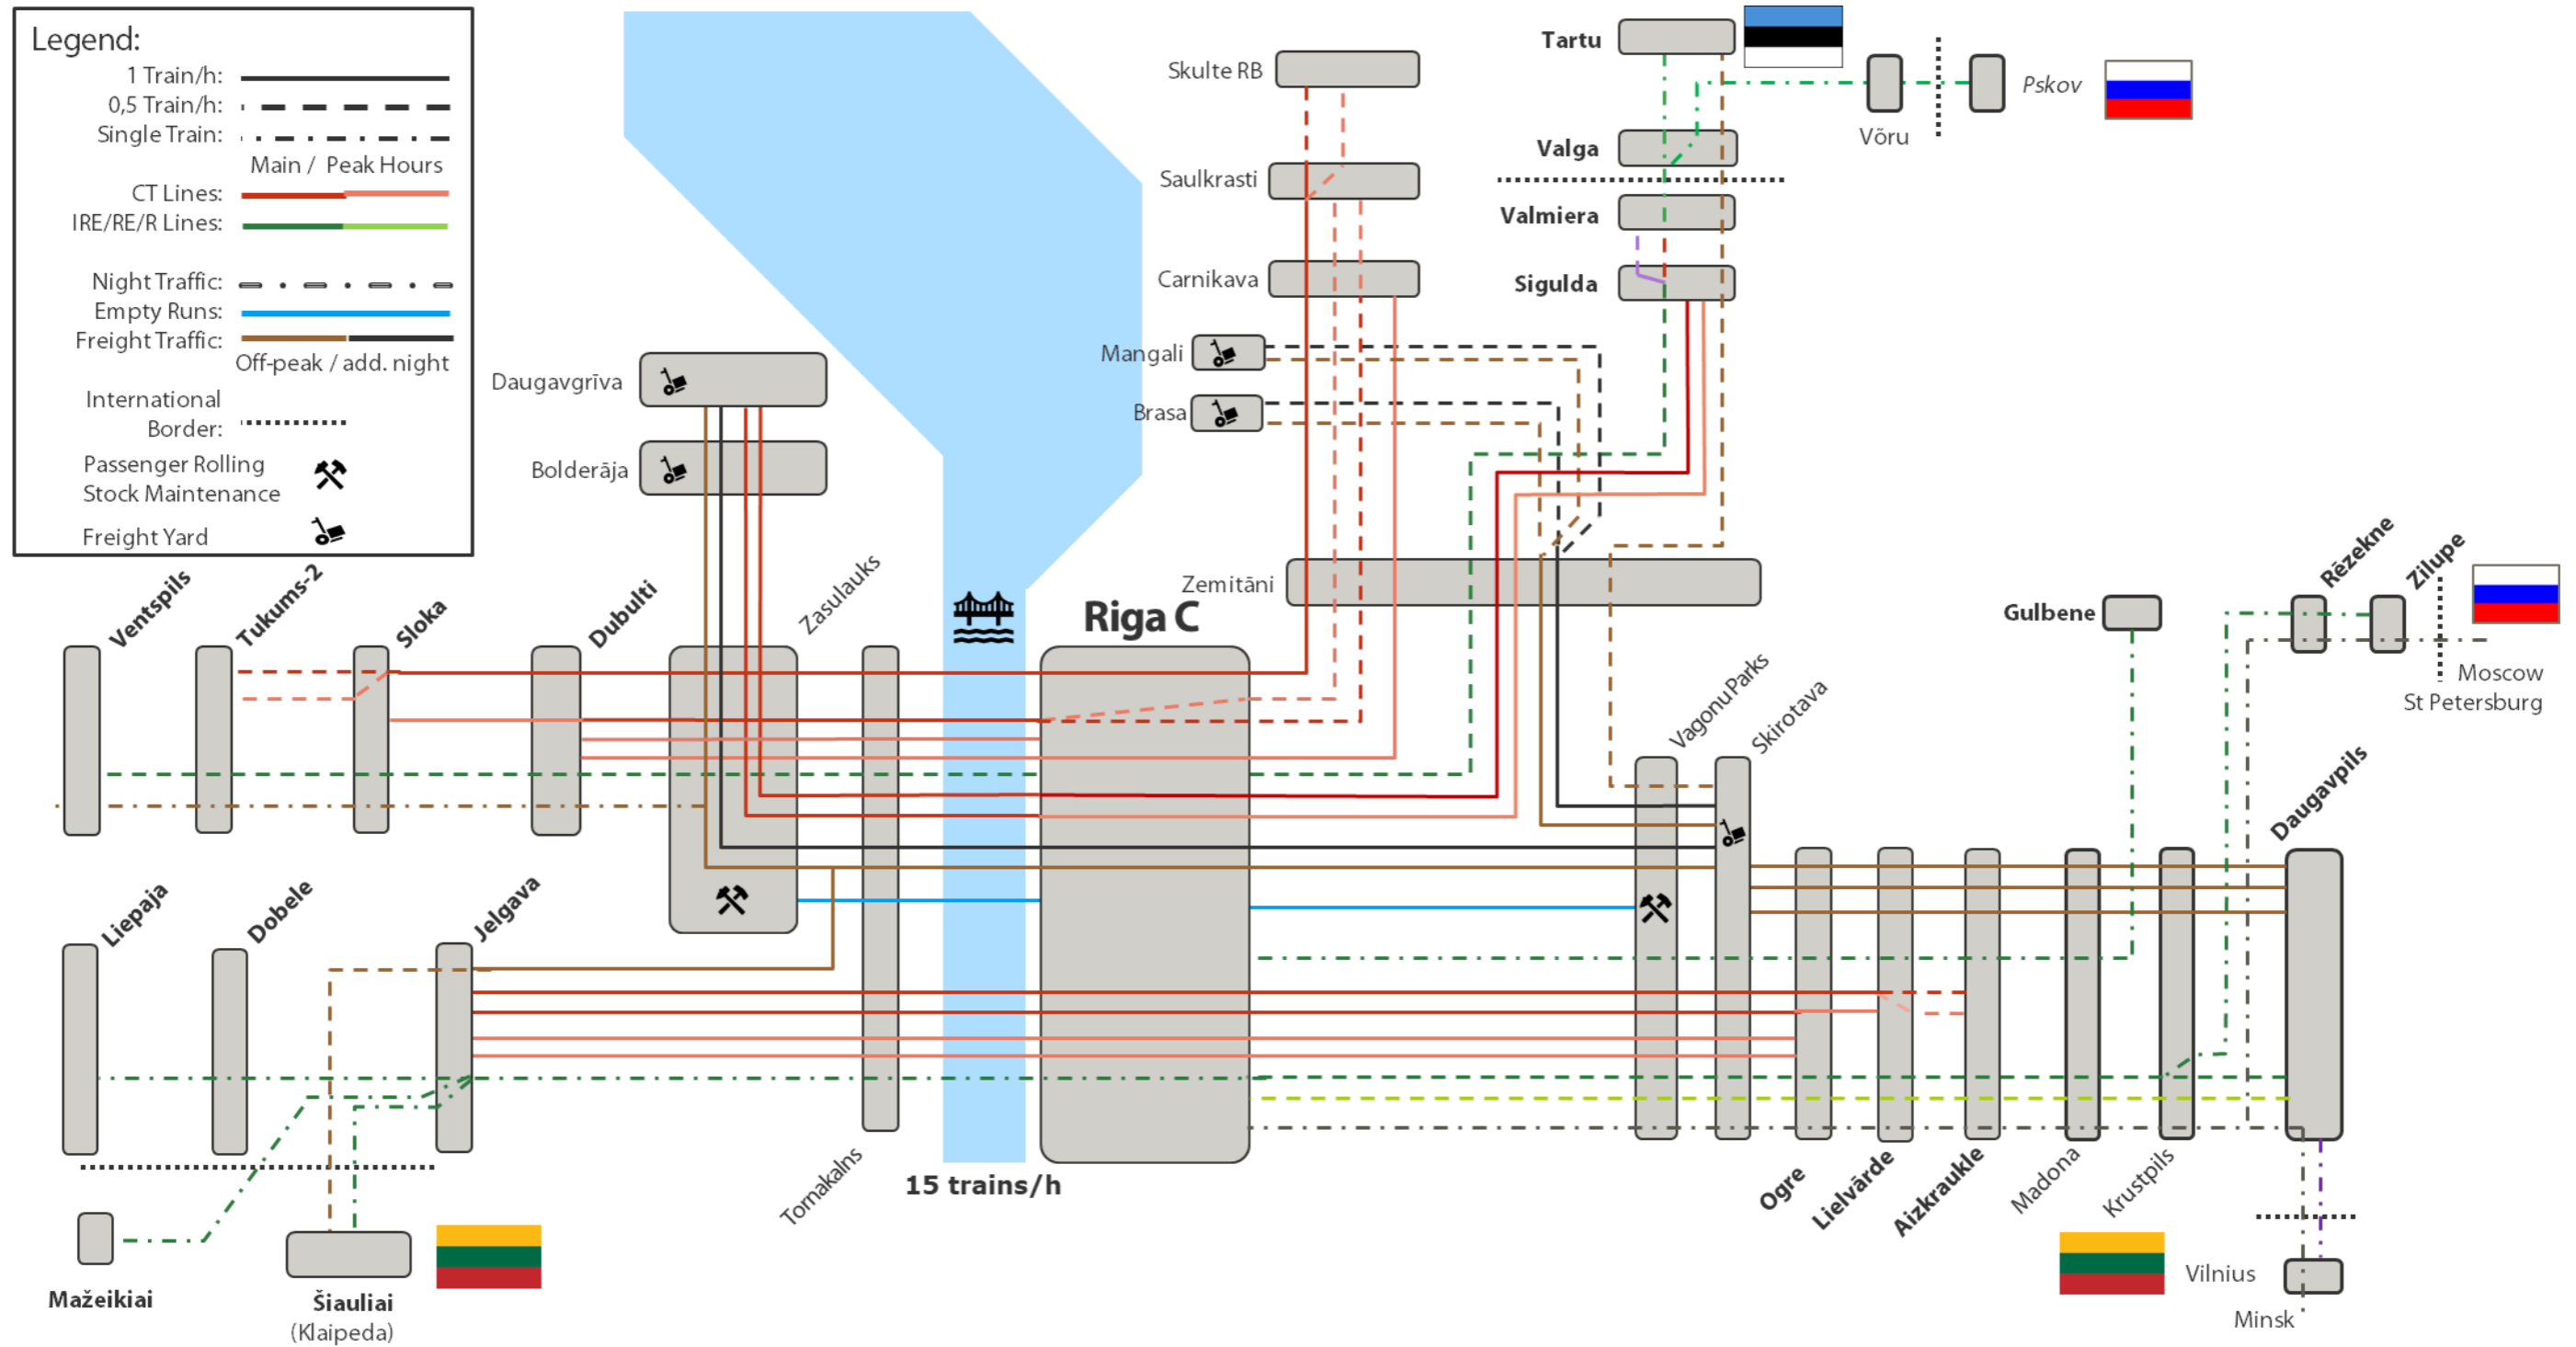 Legend:
1 Train/h:
0,5 Train/h:
Single Train:
Main / Peak Hours
CT Lines:
IRE/RE/R Lines:
Night Traffic:
Empty Runs:
Freight Traffic:
Off-peak / add. night
International
Border:
Passenger Rolling
Stock Maintenance
Freight Yard
Skulte RB
Saulkrasti
Carnikava
Mangali
Brasa
Zemitāni
Tartu
Valga
Valmiera
Sigulda
Võru
Pskov
Daugavgrīva
Bolderāja
Ventspils
Tukums-2
Sloka
Dubulti
Zasulauks
Riga C
VagonuParks
Skirotava
Gulbene
Rēzekne
Zilupe
Moscow
St Petersburg
Daugavpils
Liepaja
Dobele
Jelgava
Tornakalns
15 trains/h
Ogre
Lielvārde
Aizkraukle
Madona
Krustpils
Mažeikiai
Šiauliai
(Klaipeda)
Vilnius
Minsk